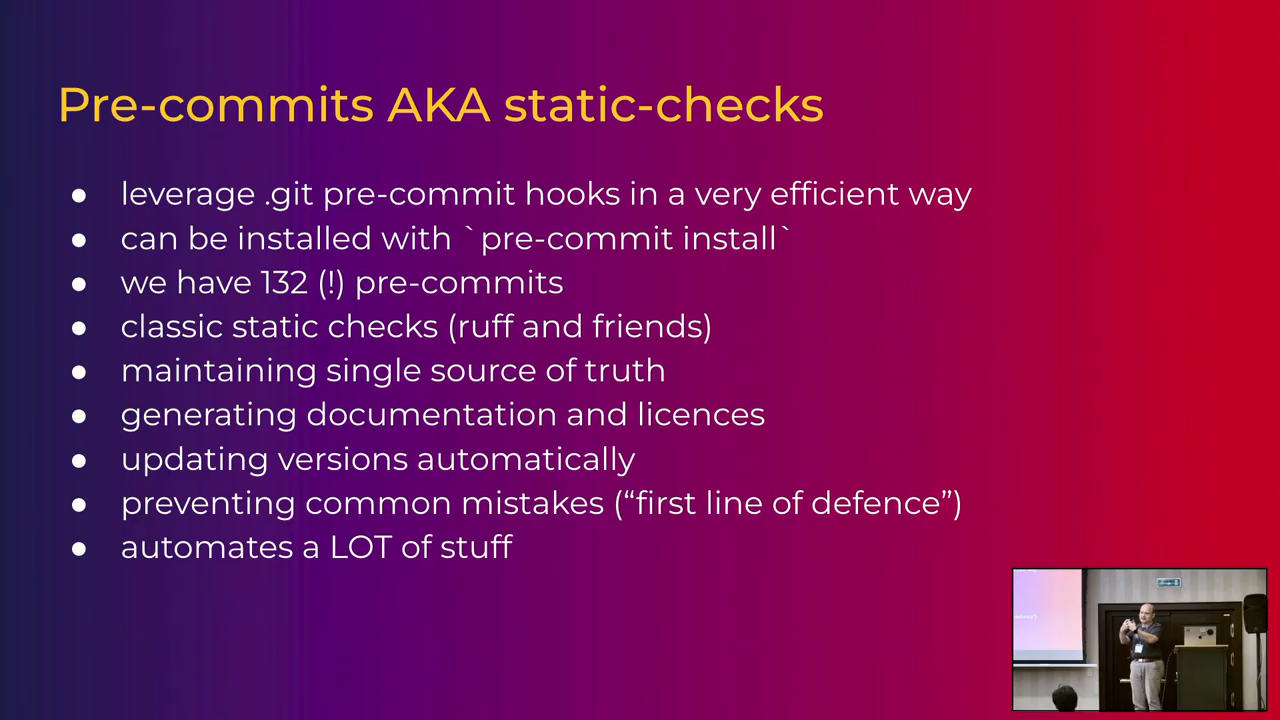 Pre-commits AKA static-checks
● leverage .git pre-commit hooks in a very efficient way
● can be installed with `pre-commit install`
● we have 132 (!) pre-commits
● classic static checks (ruff and friends)
● maintaining single source of truth
● generating documentation and licences
● updating versions automatically
● preventing common mistakes (“first line of defence”)
● automates a LOT of stuff